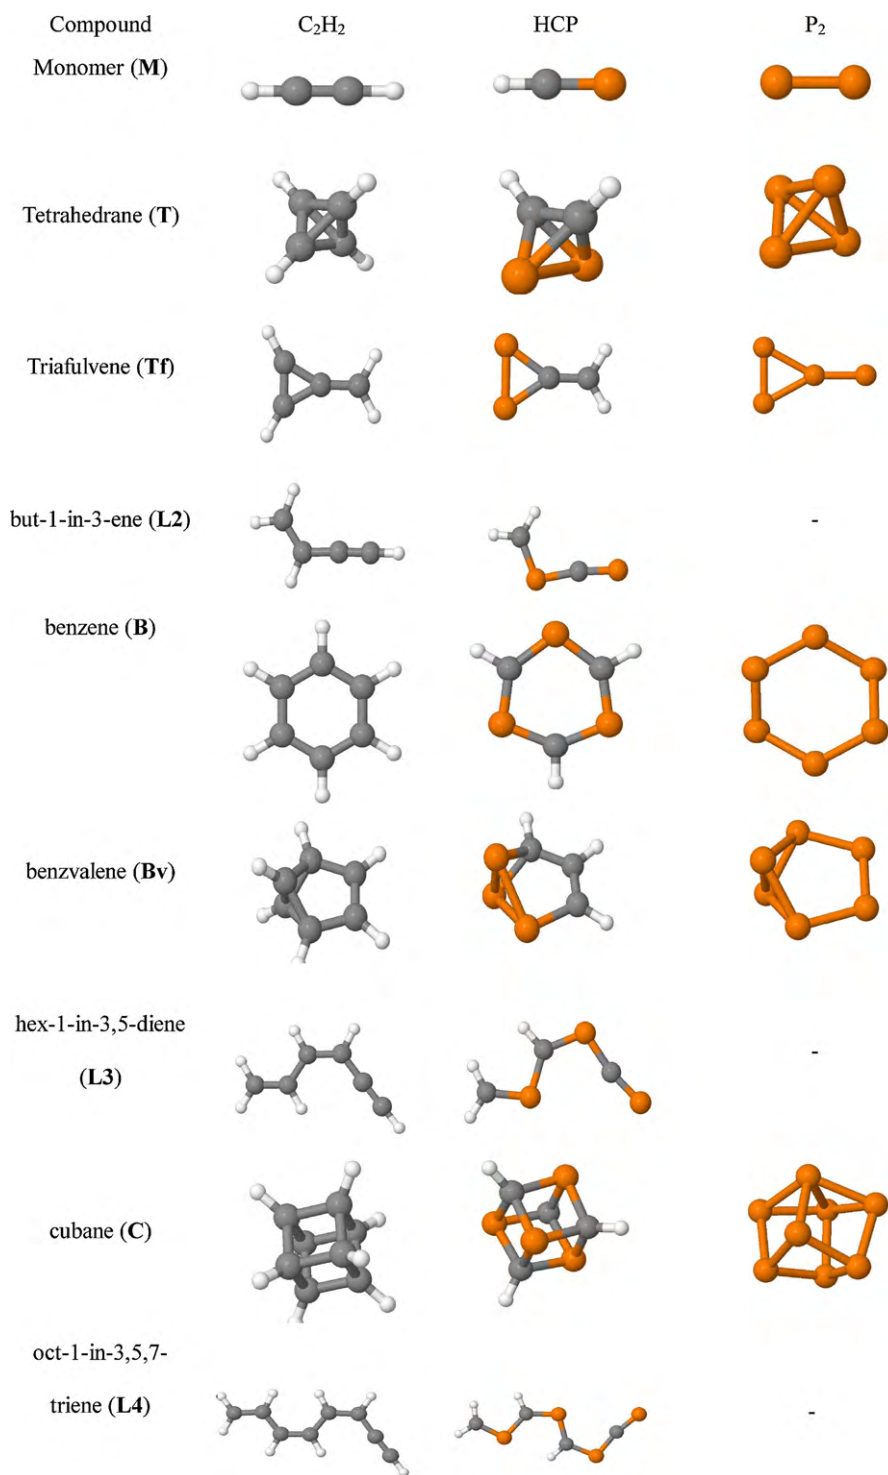 Compound C₂H₂ HCP P₂
Monomer (M)
Tetrahedrane (T)
Triafulvene (Tf)
but-1-in-3-ene (L2) -
benzene (B)
benzvalene (Bv)
hex-1-in-3,5-diene
(L3) -
cubane (C)
oct-1-in-3,5,7-
triene (L4) -